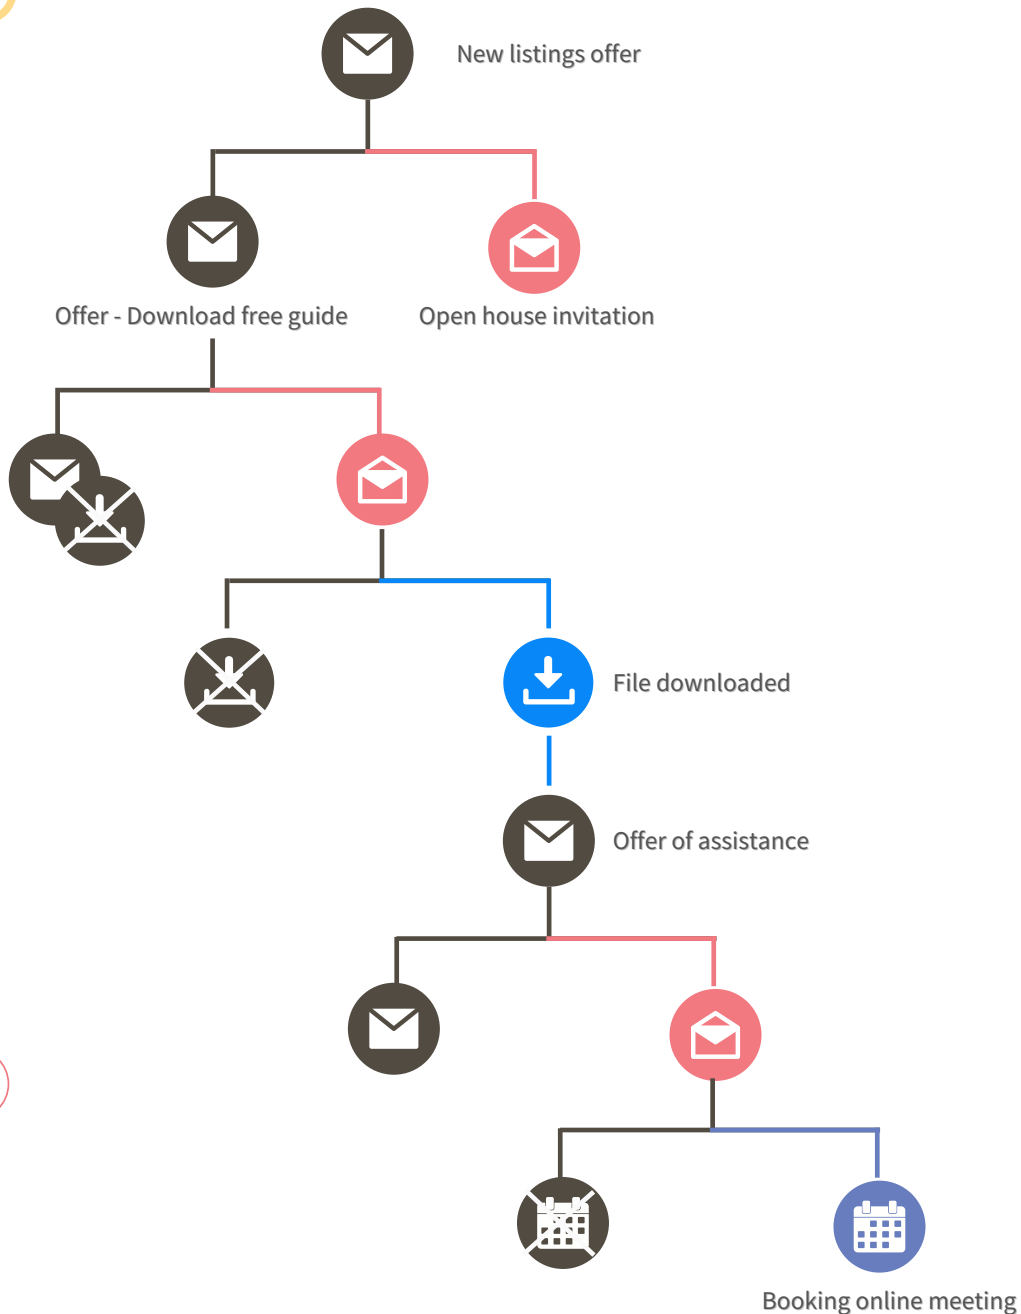 New listings offer
Offer - Download free guide
Open house invitation
File downloaded
Offer of assistance
Booking online meeting